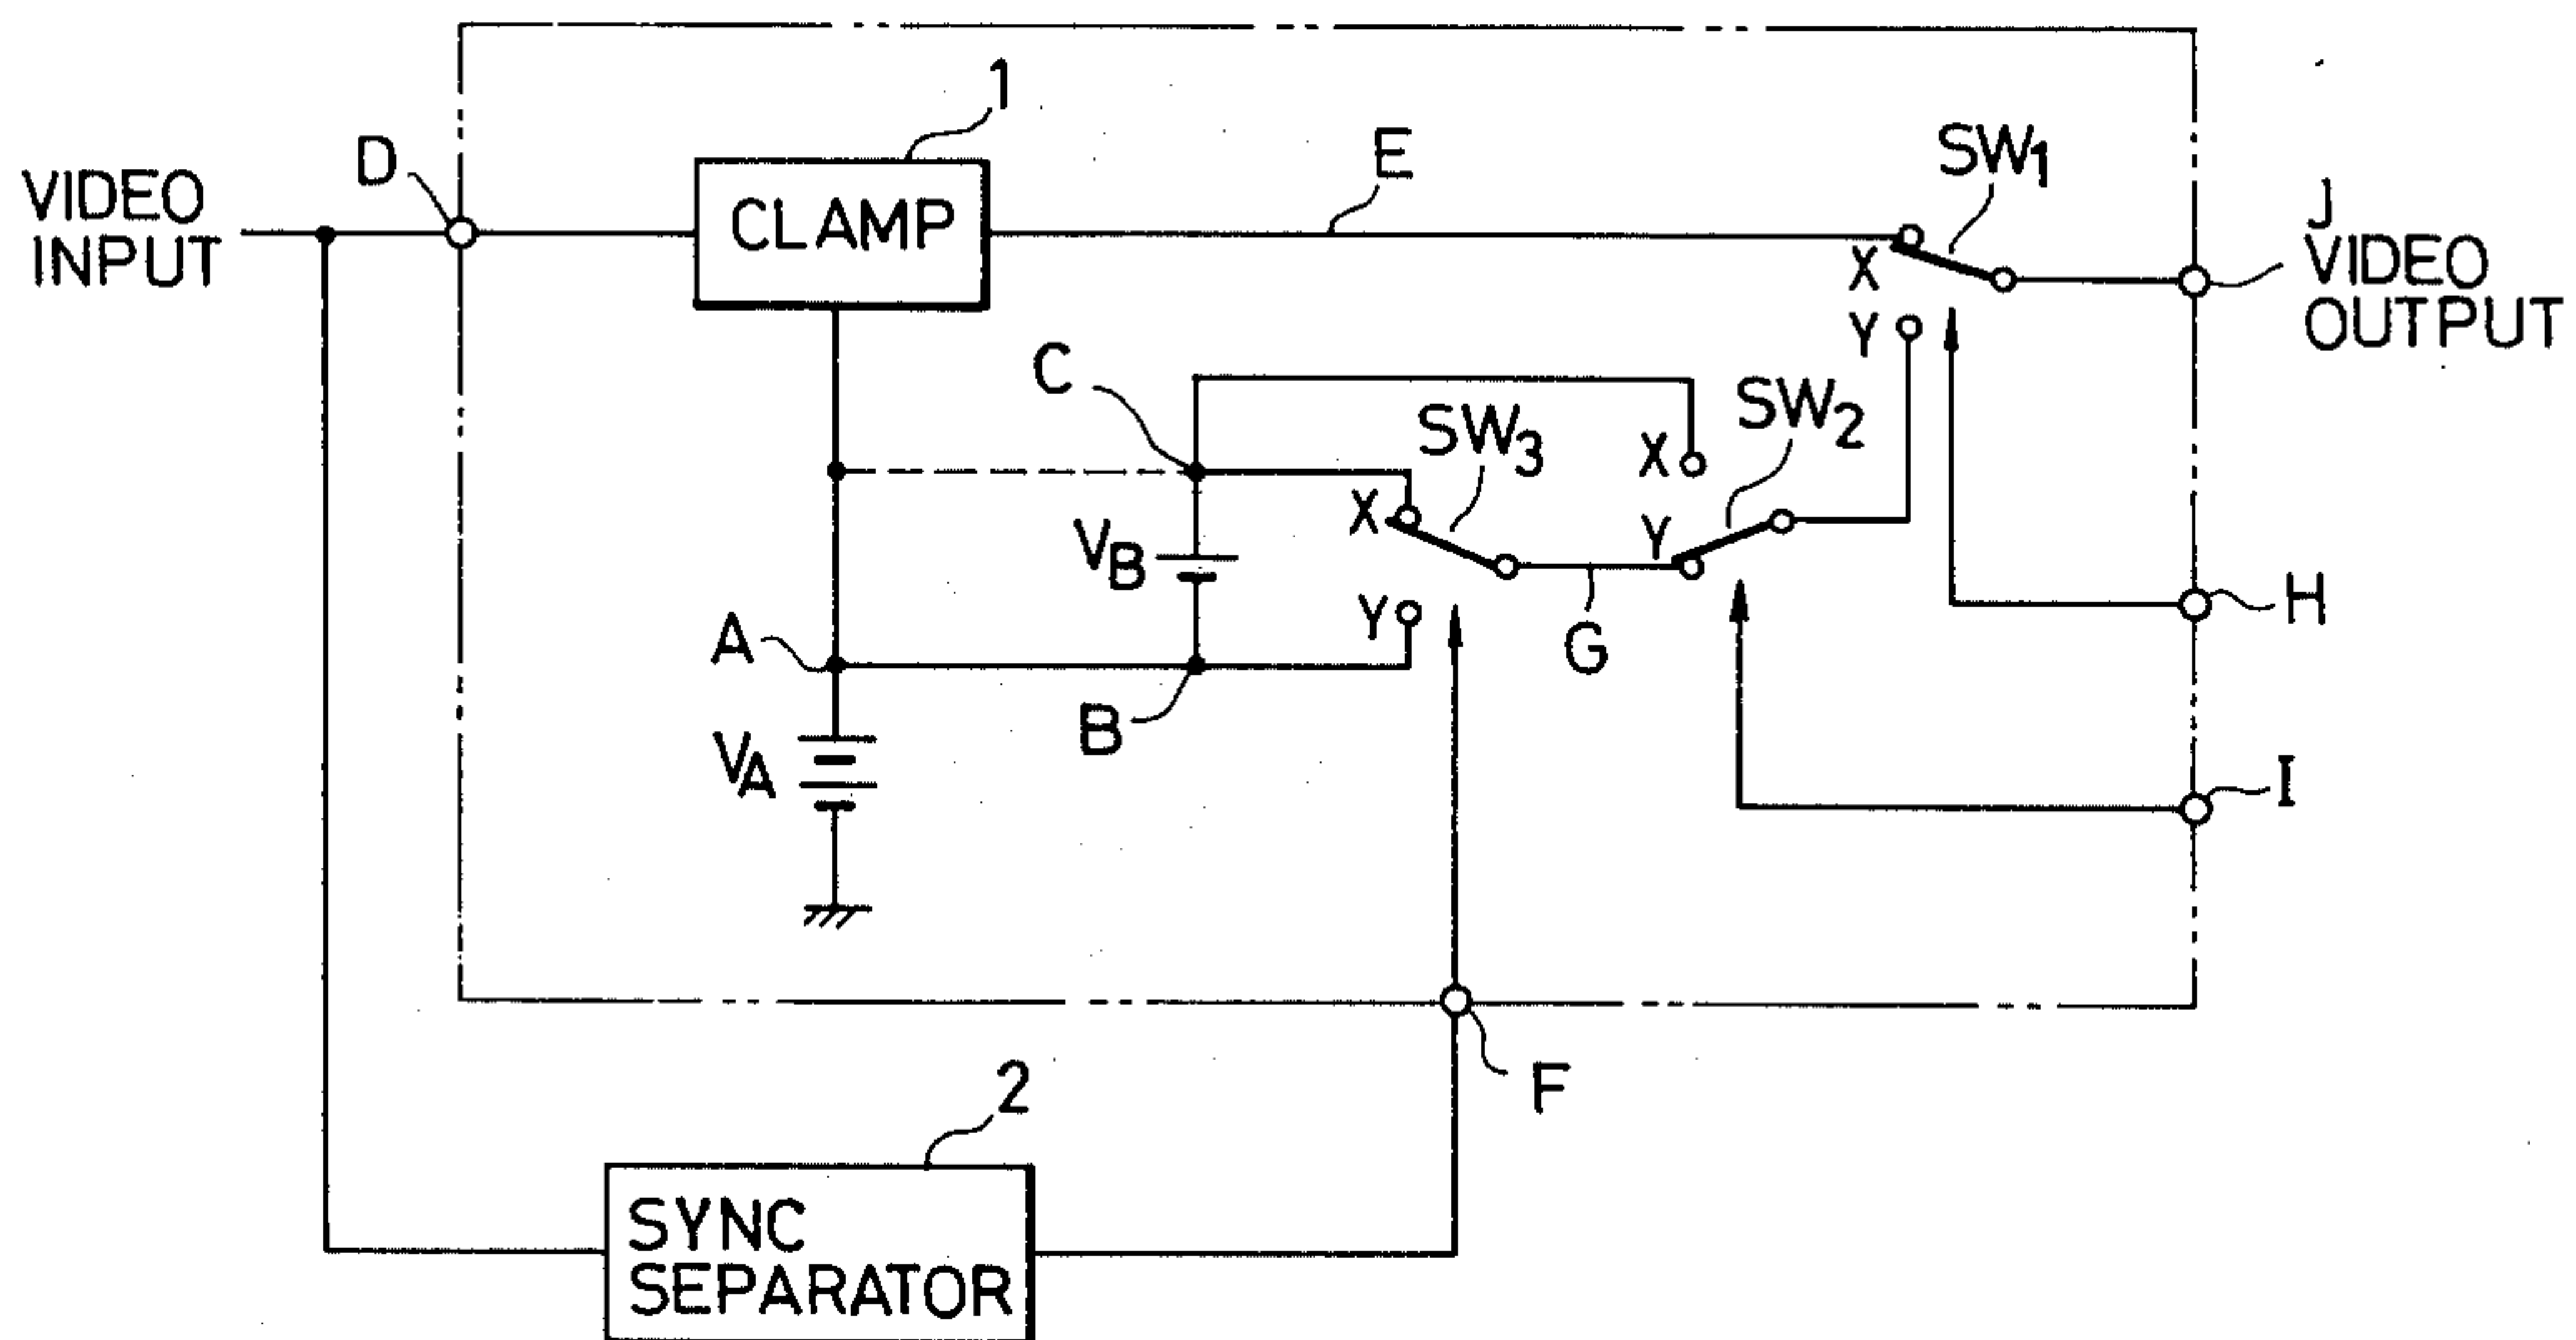 1
D
E
SW1
VIDEO
INPUT
CLAMP
J
VIDEO
OUTPUT
X
Y
C
SW3
SW2
X
X
VB
Y
Y
A
G
H
B
VA
I
F
2
SYNC
SEPARATOR